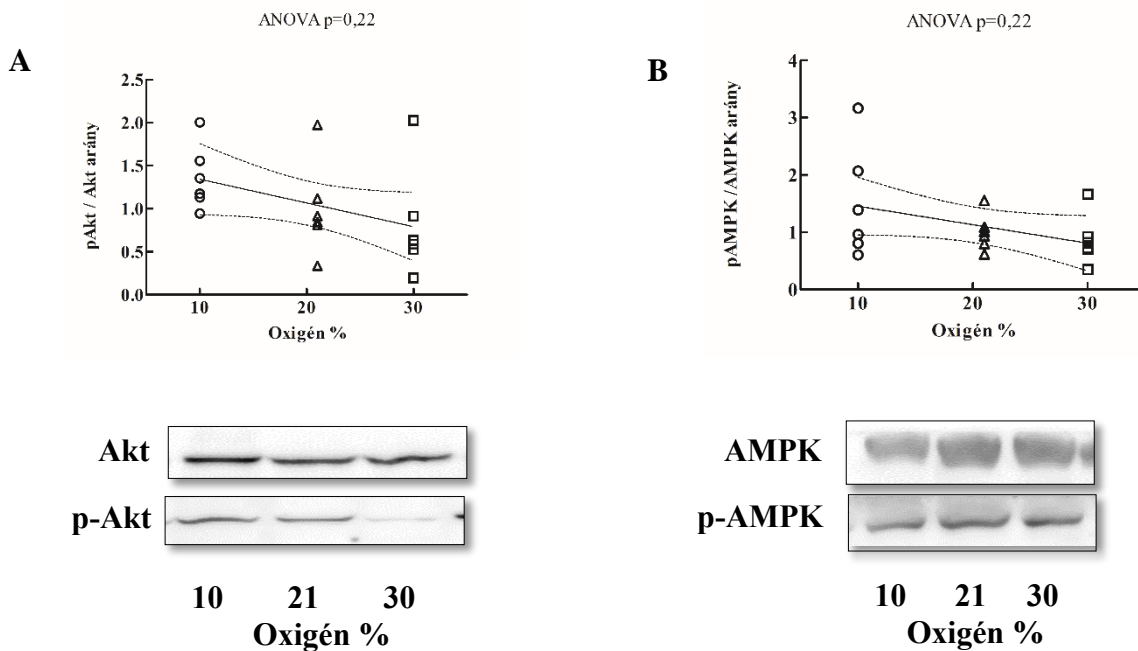 A
ANOVA p=0,22
pAkt / Akt arány
2.5
2.0
1.5
1.0
0.5
0.0
10
20
30
Oxigén %
Akt
p-Akt
10 21 30
Oxigén %
B
ANOVA p=0,22
pAMPK/AMPK arány
4
3
2
1
0
10
20
30
Oxigén %
AMPK
p-AMPK
10 21 30
Oxigén %